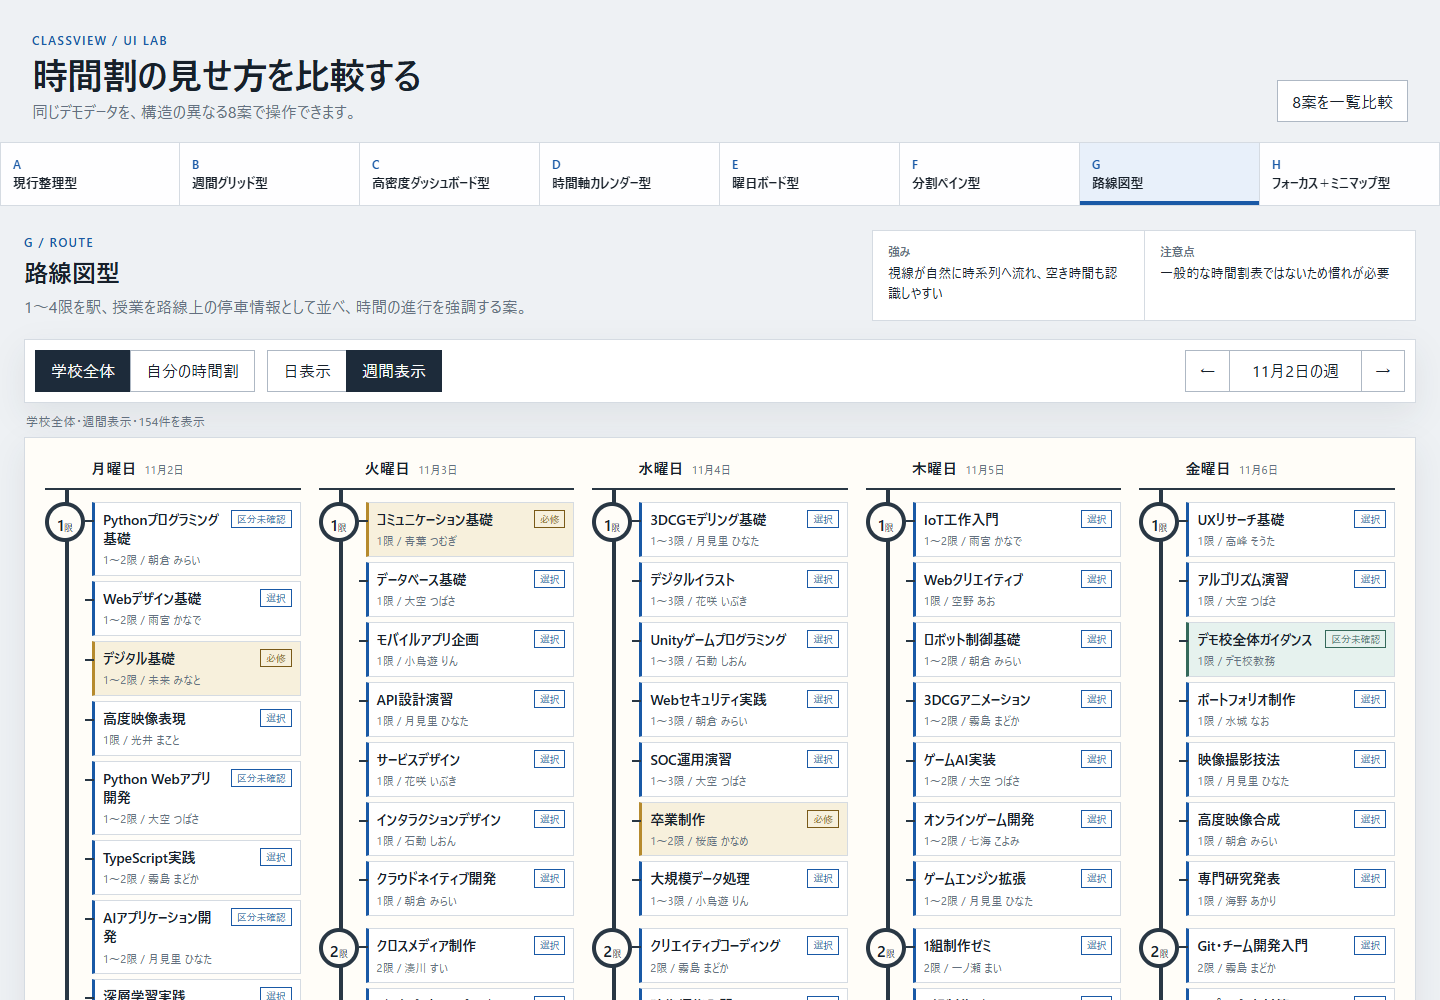 CLASSVIEW / UI LAB
時間割の見せ方を比較する
同じデモデータを、構造の異なる8案で操作できます。
8案を一覧比較
A
現行整理型
B
週間グリッド型
C
高密度ダッシュボード型
D
時間軸カレンダー型
E
曜日ボード型
F
分割ペイン型
G
路線図型
H
フォーカス＋ミニマップ型
G / ROUTE
路線図型
1〜4限を駅、授業を路線上の停車情報として並べ、時間の進行を強調する案。
強み
視線が自然に時系列へ流れ、空き時間も認
識しやすい
注意点
一般的な時間割表ではないため慣れが必要
学校全体
自分の時間割
日表示
週間表示
←
11月2日の週
→
学校全体・週間表示・154件を表示
月曜日 11月2日
1限
Pythonプログラミング
基礎
区分未確認
1〜2限 / 朝倉 みらい
Webデザイン基礎
選択
1〜2限 / 雨宮 かなで
デジタル基礎
必修
1〜2限 / 未来 みなと
高度映像表現
選択
1限 / 光井 まこと
Python Webアプリ
開発
区分未確認
1〜2限 / 大空 つばさ
TypeScript実践
選択
1〜2限 / 霧島 まどか
AIアプリケーション開
発
区分未確認
1〜2限 / 月見里 ひなた
深層学習実践
選択
火曜日 11月3日
1限
コミュニケーション基礎
必修
1限 / 青葉 つむぎ
データベース基礎
選択
1限 / 大空 つばさ
モバイルアプリ企画
選択
1限 / 小鳥遊 りん
API設計演習
選択
1限 / 月見里 ひなた
サービスデザイン
選択
1限 / 花咲 いぶき
インタラクションデザイン
選択
1限 / 石動 しおん
クラウドネイティブ開発
選択
1限 / 朝倉 みらい
2限
クロスメディア制作
選択
2限 / 湊川 すい
水曜日 11月4日
1限
3DCGモデリング基礎
選択
1〜3限 / 月見里 ひなた
デジタルイラスト
選択
1〜3限 / 花咲 いぶき
Unityゲームプログラミング
選択
1〜3限 / 石動 しおん
Webセキュリティ実践
選択
1〜3限 / 朝倉 みらい
SOC運用演習
選択
1〜3限 / 大空 つばさ
卒業制作
必修
1〜2限 / 桜庭 かなめ
大規模データ処理
選択
1〜3限 / 小鳥遊 りん
2限
クリエイティブコーディング
選択
2限 / 霧島 まどか
木曜日 11月5日
1限
IoT工作入門
選択
1〜2限 / 雨宮 かなで
Webクリエイティブ
選択
1限 / 空野 あお
ロボット制御基礎
選択
1〜2限 / 朝倉 みらい
3DCGアニメーション
選択
1〜2限 / 霧島 まどか
ゲームAI実装
選択
1〜2限 / 大空 つばさ
オンラインゲーム開発
選択
1〜2限 / 七海 こよみ
ゲームエンジン拡張
選択
1〜2限 / 月見里 ひなた
2限
1組制作ゼミ
選択
2限 / 一ノ瀬 まい
金曜日 11月6日
1限
UXリサーチ基礎
選択
1限 / 高峰 そうた
アルゴリズム演習
選択
1限 / 大空 つばさ
デモ校全体ガイダンス
区分未確認
1限 / デモ校教務
ポートフォリオ制作
選択
1限 / 水城 なお
映像撮影技法
選択
1限 / 月見里 ひなた
高度映像合成
選択
1限 / 朝倉 みらい
専門研究発表
選択
1限 / 海野 あかり
2限
Git・チーム開発入門
選択
2限 / 霧島 まどか